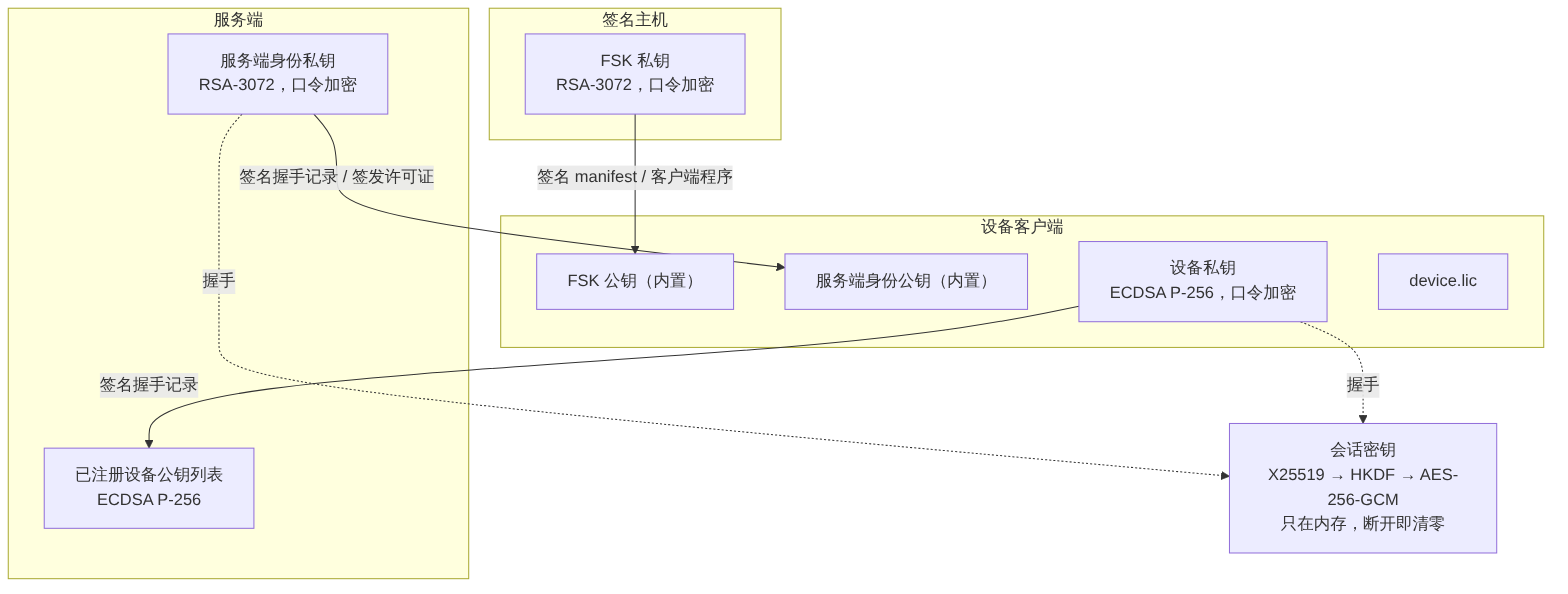 服务端
服务端身份私钥
RSA-3072，口令加密
签名主机
FSK 私钥
RSA-3072，口令加密
签名握手记录 / 签发许可证
签名 manifest / 客户端程序
设备客户端
FSK 公钥（内置）
服务端身份公钥（内置）
设备私钥
ECDSA P-256，口令加密
device.lic
握手
签名握手记录
握手
已注册设备公钥列表
ECDSA P-256
会话密钥
X25519 → HKDF → AES-
256-GCM
只在内存，断开即清零